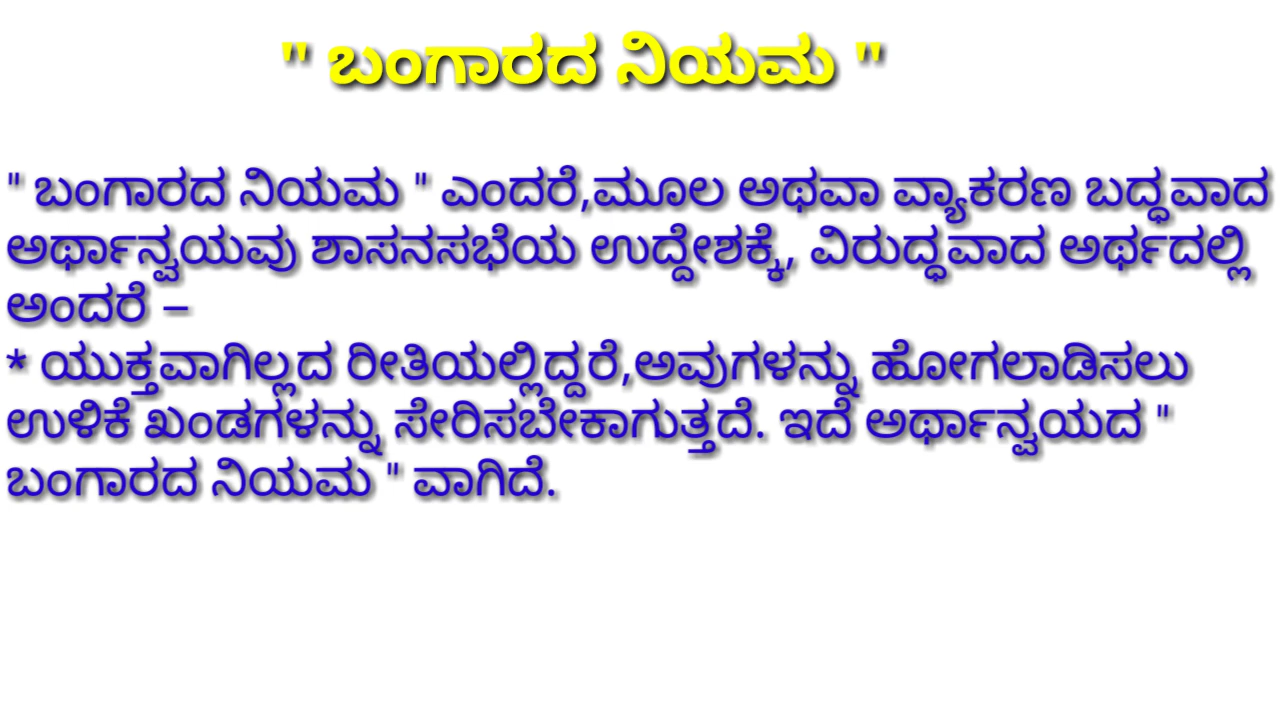 " ಬಂಗಾರದ ನಿಯಮ "
" ಬಂಗಾರದ ನಿಯಮ " ಎಂದರೆ,ಮೂಲ ಅಥವಾ ವ್ಯಾಕರಣ ಬದ್ಧವಾದ
ಅರ್ಥಾನ್ವಯವು ಶಾಸನಸಭೆಯ ಉದ್ದೇಶಕ್ಕೆ, ವಿರುದ್ಧವಾದ ಅರ್ಥದಲ್ಲಿ
ಅಂದರೆ –
* ಯುಕ್ತವಾಗಿಲ್ಲದ ರೀತಿಯಲ್ಲಿದ್ದರೆ,ಅವುಗಳನ್ನು ಹೋಗಲಾಡಿಸಲು
ಉಳಿಕೆ ಖಂಡಗಳನ್ನು ಸೇರಿಸಬೇಕಾಗುತ್ತದೆ. ಇದೆ ಅರ್ಥಾನ್ವಯದ "
ಬಂಗಾರದ ನಿಯಮ " ವಾಗಿದೆ.